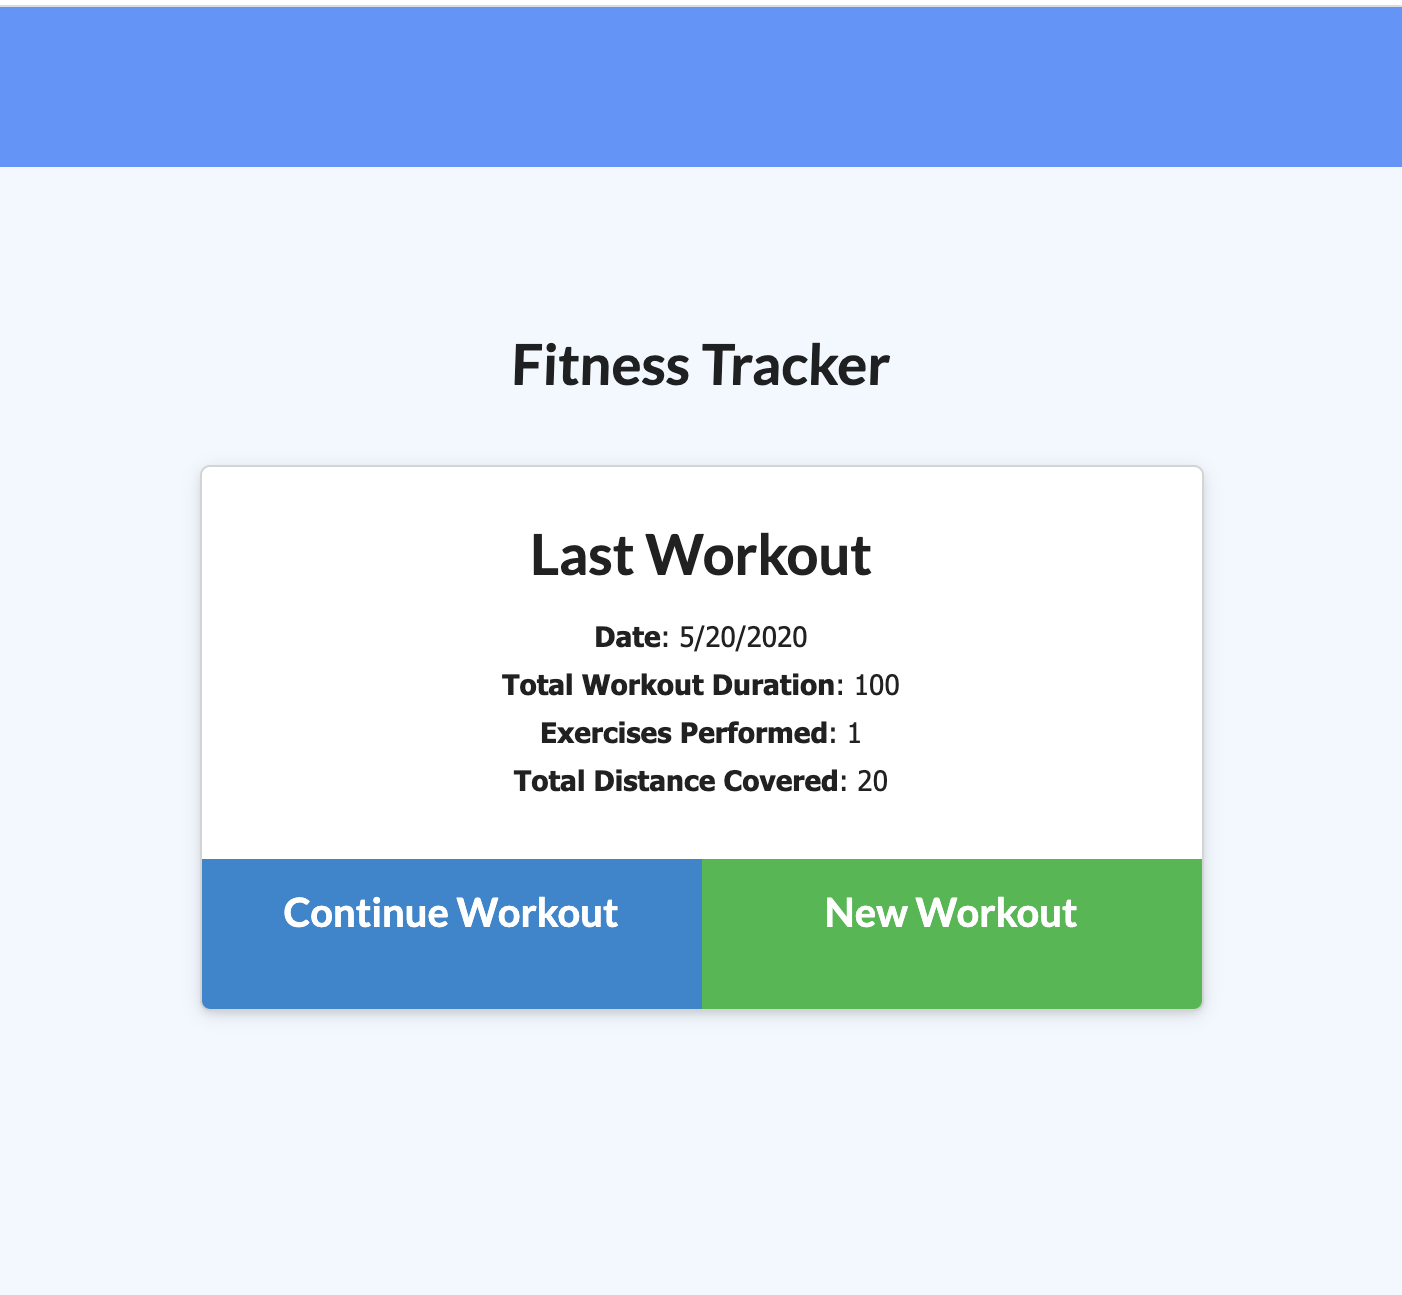 Fitness Tracker
Last Workout
Date: 5/20/2020
Total Workout Duration: 100
Exercises Performed: 1
Total Distance Covered: 20
Continue Workout
New Workout